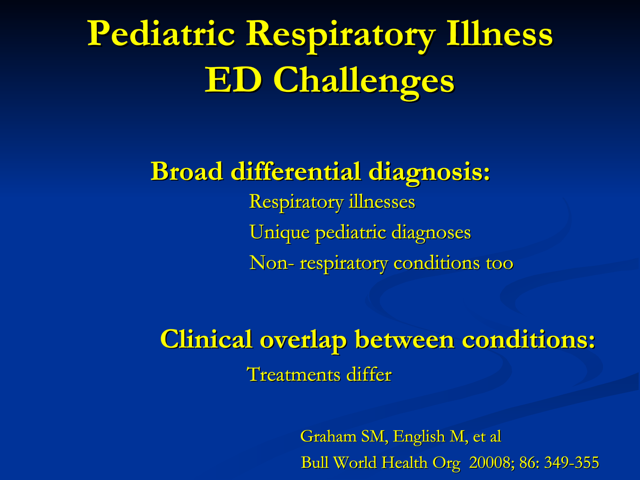 Pediatric Respiratory Illness
ED Challenges
Broad differential diagnosis:
Respiratory illnesses
Unique pediatric diagnoses
Non- respiratory conditions too
Clinical overlap between conditions:
Treatments differ
Graham SM, English M, et al
Bull World Health Org 20008; 86: 349-355